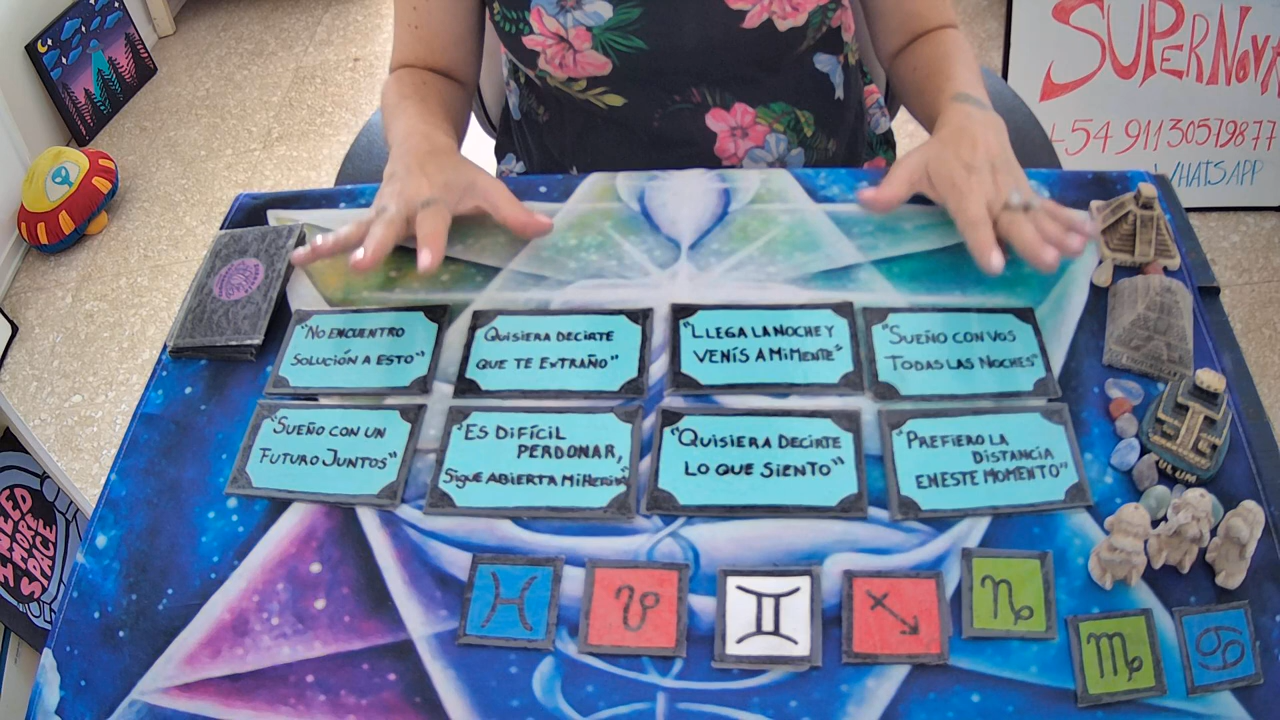 SUPERNOVA
+54 91130579877
WHATSAPP
"NO ENCUENTRO
SOLUCIÓN A ESTO"
QUISIERA DECIRTE
QUE TE EXTRAÑO"
"LLEGA LA NOCHE Y
VENÍS A MI MENTE"
"SUEÑO CON VOS
TODAS LAS NOCHES"
"SUEÑO CON UN
FUTURO JUNTOS"
"ES DIFÍCIL
PERDONAR,
SIGUE ABIERTA MI HERIDA"
"QUISIERA DECIRTE
LO QUE SIENTO"
"PREFIERO LA
DISTANCIA
EN ESTE MOMENTO"
TULUM
I NEED
MORE
SPACE